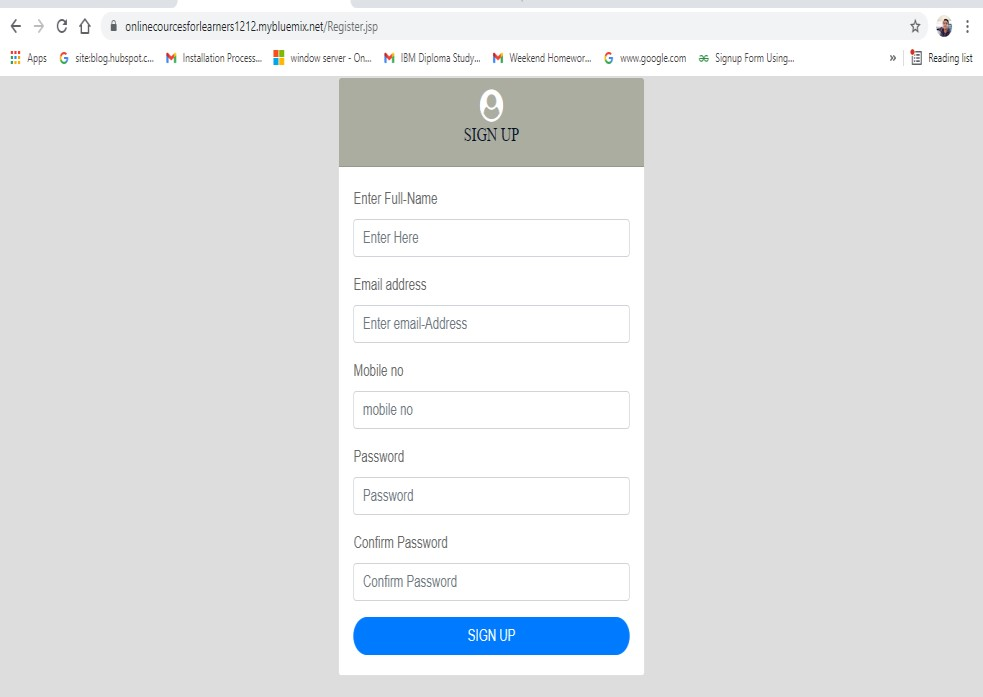 onlinecourcesforlearners1212.mybluemix.net/Register.jsp
Apps site:blog.hubspot.c... Installation Process... window server - On... IBM Diploma Study... Weekend Homewor... www.google.com Signup Form Using... » Reading list
SIGN UP
Enter Full-Name
Enter Here
Email address
Enter email-Address
Mobile no
mobile no
Password
Password
Confirm Password
Confirm Password
SIGN UP